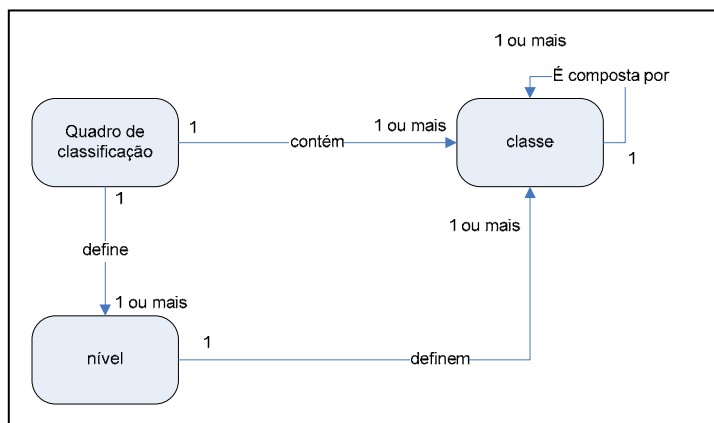 1 ou mais
É composta por
Quadro de
classificação
1
contém
1 ou mais
classe
1
1
define
1 ou mais
1 ou mais
nível
1
definem